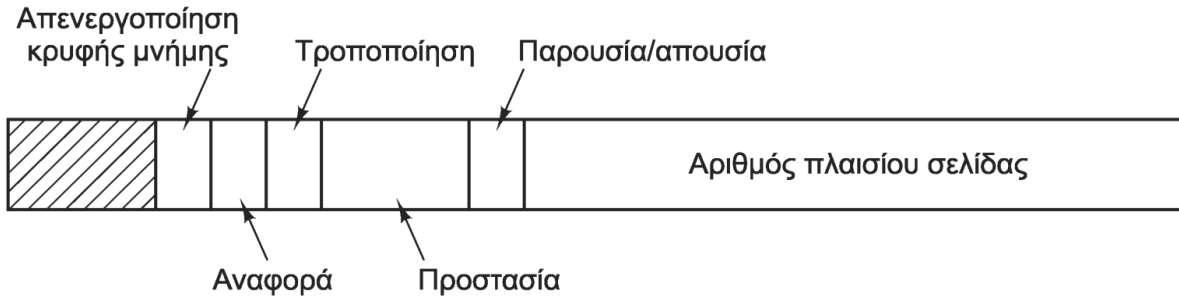 Απενεργοποίηση
κρυφής μνήμης
Τροποποίηση
Παρουσία/απουσία
Αριθμός πλαισίου σελίδας
Αναφορά
Προστασία